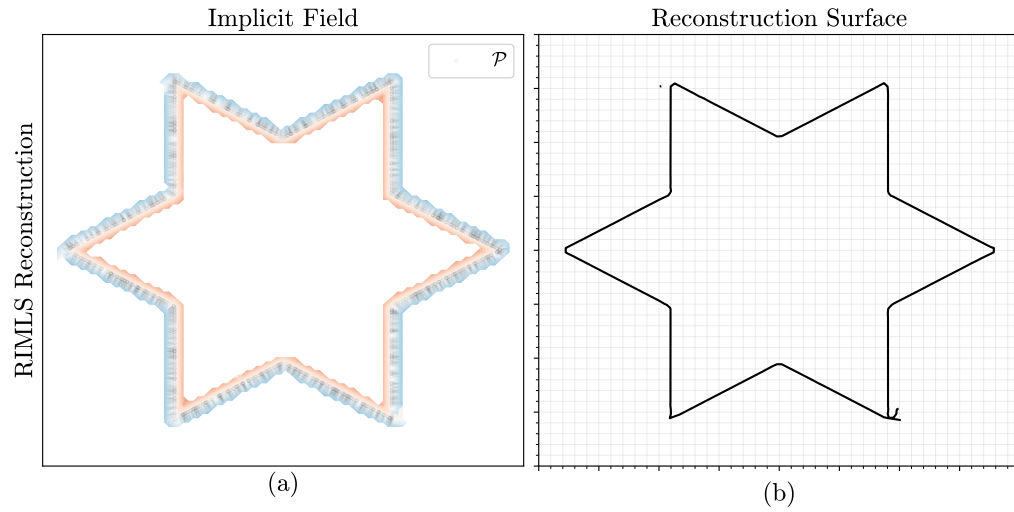 Implicit Field
Reconstruction Surface
𝒫
RIMLS Reconstruction
(a)
(b)